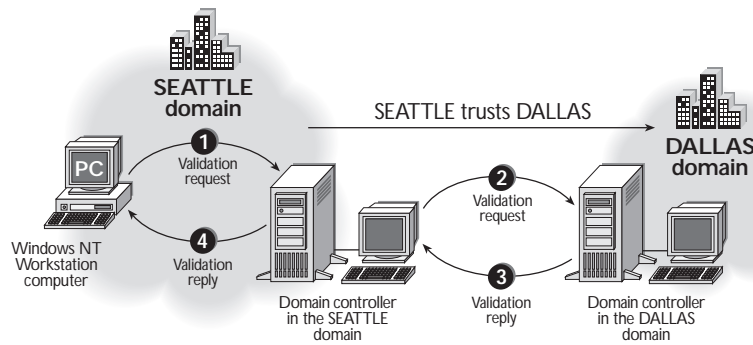 SEATTLE
domain
SEATTLE trusts DALLAS
DALLAS
domain
PC
1
Validation
request
2
Validation
request
4
Validation
reply
3
Validation
reply
Windows NT
Workstation
computer
Domain controller
in the SEATTLE
domain
Domain controller
in the DALLAS
domain